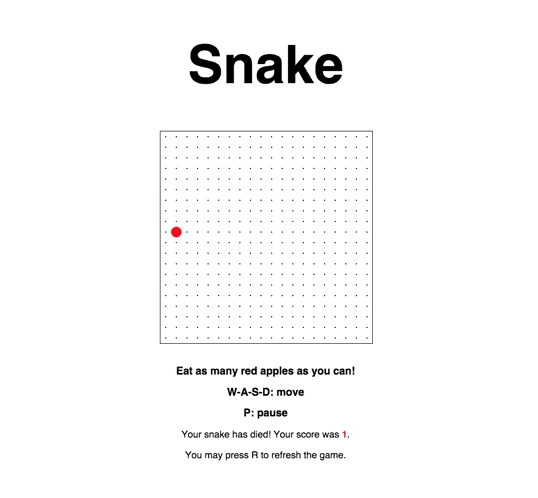 Snake
Eat as many red apples as you can!
W-A-S-D: move
P: pause
Your snake has died! Your score was 1.
You may press R to refresh the game.